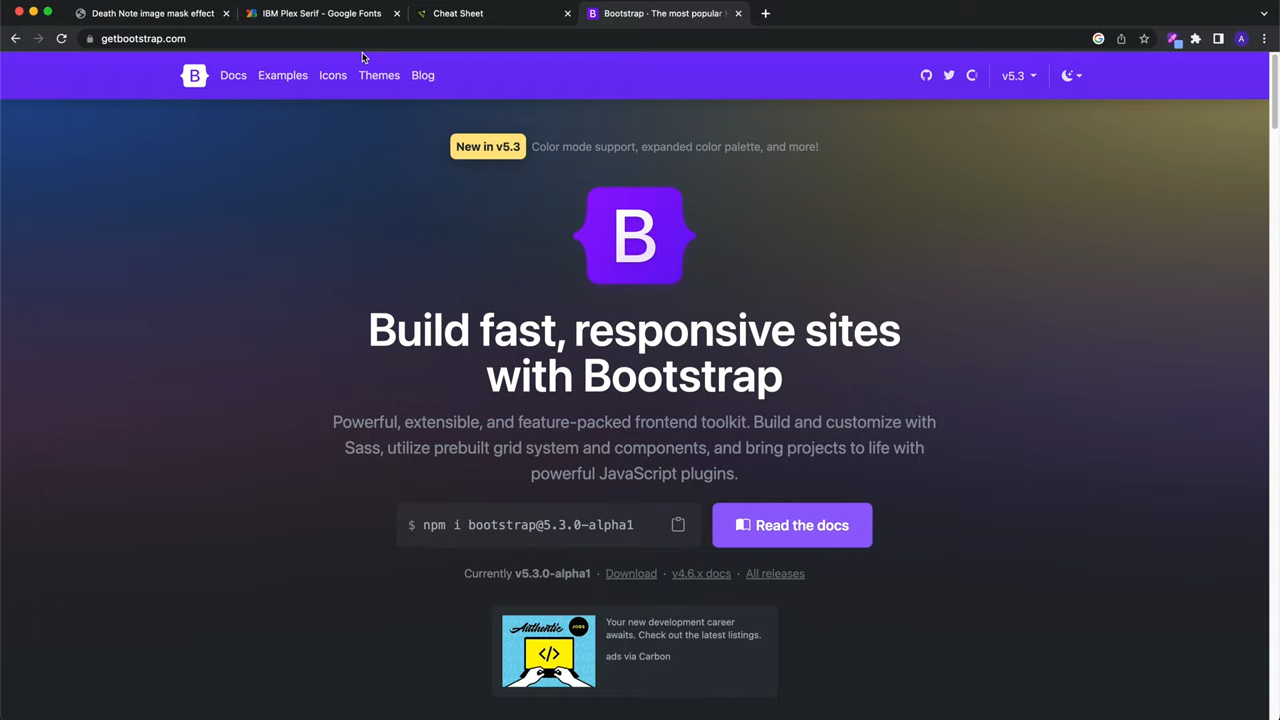 Death Note image mask effect
IBM Plex Serif - Google Fonts
Cheat Sheet
Bootstrap · The most popular H
getbootstrap.com
A
B
Docs
Examples
Icons
Themes
Blog
v5.3
New in v5.3
Color mode support, expanded color palette, and more!
B
Build fast, responsive sites
with Bootstrap
Powerful, extensible, and feature-packed frontend toolkit. Build and customize with
Sass, utilize prebuilt grid system and components, and bring projects to life with
powerful JavaScript plugins.
$ npm i bootstrap@5.3.0-alpha1
Read the docs
Currently v5.3.0-alpha1 · Download · v4.6.x docs · All releases
Authentic
JOBS
</>
Your new development career
awaits. Check out the latest listings.
ads via Carbon